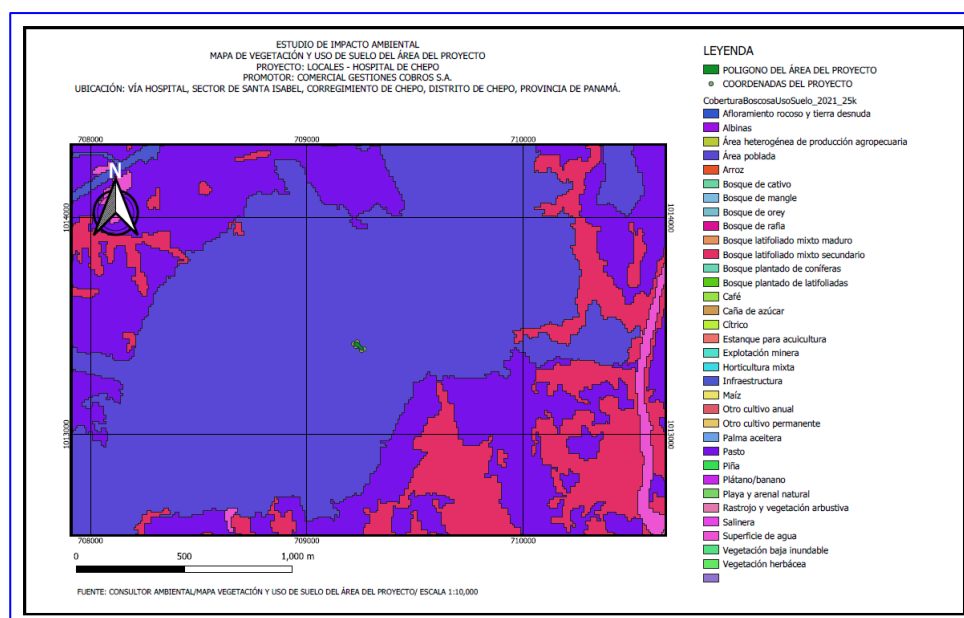 ESTUDIO DE IMPACTO AMBIENTAL
MAPA DE VEGETACIÓN Y USO DE SUELO DEL ÁREA DEL PROYECTO
PROYECTO: LOCALES - HOSPITAL DE CHEPO
PROMOTOR: COMERCIAL GESTIONES COBROS S.A.
UBICACIÓN: VÍA HOSPITAL, SECTOR DE SANTA ISABEL, CORREGIMIENTO DE CHEPO, DISTRITO DE CHEPO, PROVINCIA DE PANAMÁ.
708000 709000 710000
N
1014000 1014000
1013000 1013000
708000 709000 710000
0 500 1,000 m
FUENTE: CONSULTOR AMBIENTAL/MAPA VEGETACIÓN Y USO DE SUELO DEL ÁREA DEL PROYECTO/ ESCALA 1:10,000
LEYENDA
POLIGONO DEL ÁREA DEL PROYECTO
COORDENADAS DEL PROYECTO
CoberturaBoscosaUsoSuelo_2021_25k
Afloramiento rocoso y tierra desnuda
Albinas
Área heterogénea de producción agropecuaria
Área poblada
Arroz
Bosque de cativo
Bosque de mangle
Bosque de orey
Bosque de rafia
Bosque latifoliado mixto maduro
Bosque latifoliado mixto secundario
Bosque plantado de coníferas
Bosque plantado de latifoliadas
Café
Caña de azúcar
Cítrico
Estanque para acuicultura
Explotación minera
Horticultura mixta
Infraestructura
Maíz
Otro cultivo anual
Otro cultivo permanente
Palma aceitera
Pasto
Piña
Plátano/banano
Playa y arenal natural
Rastrojo y vegetación arbustiva
Salinera
Superficie de agua
Vegetación baja inundable
Vegetación herbácea